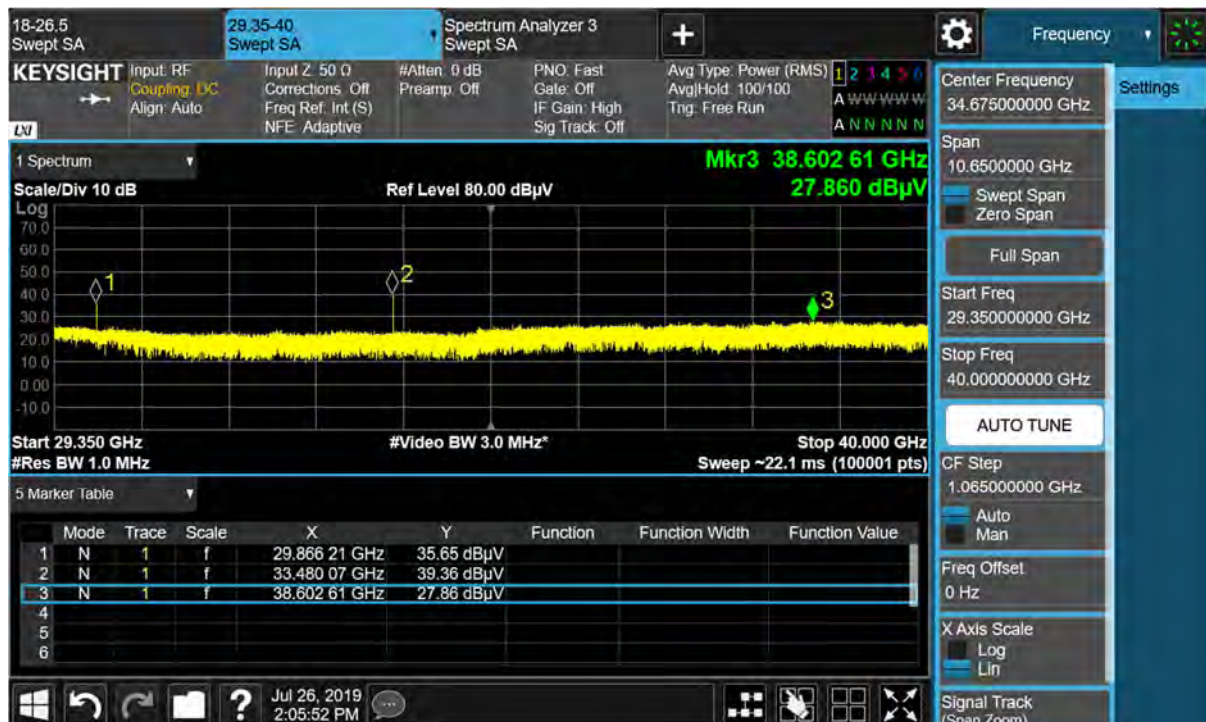 18-26.5
Swept SA
29.35-40
Swept SA
Spectrum Analyzer 3
Swept SA
+
Frequency
KEYSIGHT
LXI
Input: RF
Coupling: DC
Align: Auto
Input Z: 50 Ω
Corrections: Off
Freq Ref: Int (S)
NFE: Adaptive
#Atten: 0 dB
Preamp: Off
PNO: Fast
Gate: Off
IF Gain: High
Sig Track: Off
Avg Type: Power (RMS)
Avg|Hold: 100/100
Trig: Free Run
1 2 3 4 5 6
A W W W W W
A N N N N N
Center Frequency
34.675000000 GHz
Settings
Span
10.6500000 GHz
Swept Span
Zero Span
Full Span
Start Freq
29.350000000 GHz
Stop Freq
40.000000000 GHz
AUTO TUNE
CF Step
1.065000000 GHz
Auto
Man
Freq Offset
0 Hz
X Axis Scale
Log
Lin
Signal Track
(Span Zoom)
1 Spectrum
Scale/Div 10 dB
Ref Level 80.00 dBµV
Mkr3 38.602 61 GHz
27.860 dBµV
Log
70.0
60.0
50.0
40.0
30.0
20.0
10.0
0.00
-10.0
1
2
3
Start 29.350 GHz
#Res BW 1.0 MHz
#Video BW 3.0 MHz*
Stop 40.000 GHz
Sweep ~22.1 ms (100001 pts)
5 Marker Table
Mode Trace Scale X Y Function Function Width Function Value
1 N 1 f 29.866 21 GHz 35.65 dBµV
2 N 1 f 33.480 07 GHz 39.36 dBµV
3 N 1 f 38.602 61 GHz 27.86 dBµV
4
5
6
?
Jul 26, 2019
2:05:52 PM